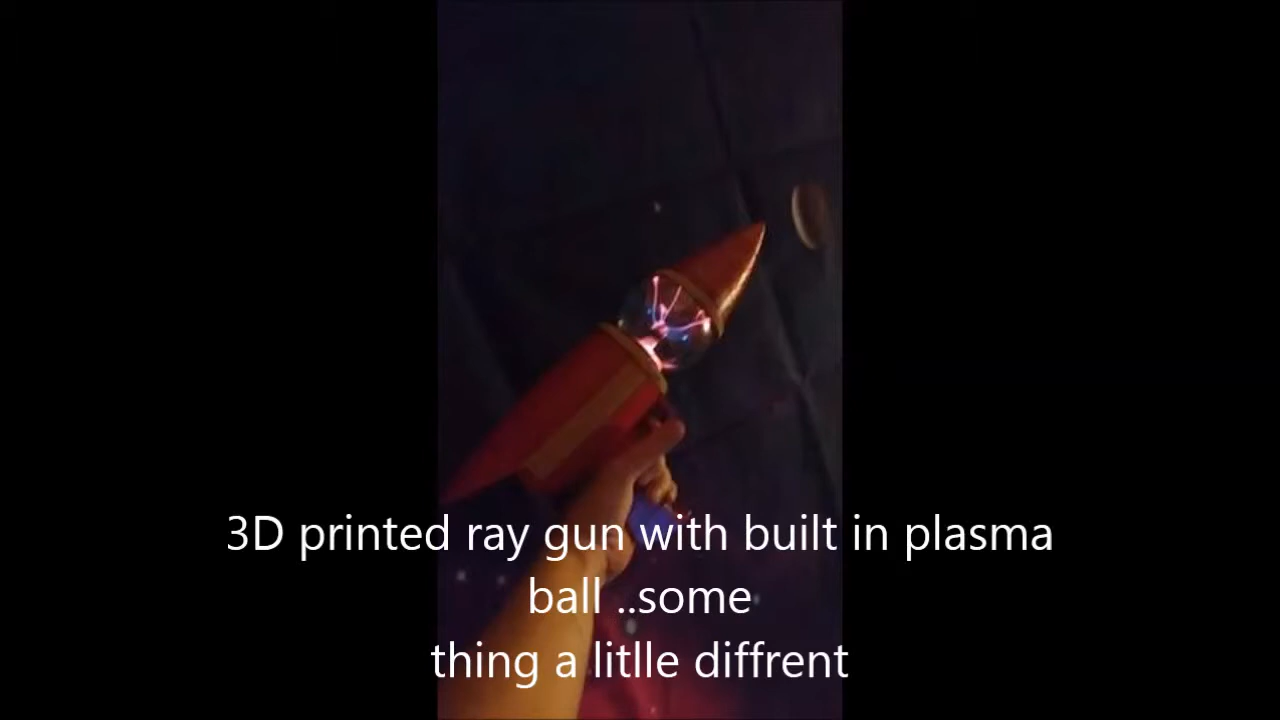 3D printed ray gun with built in plasma
ball ..some
thing a litlle diffrent